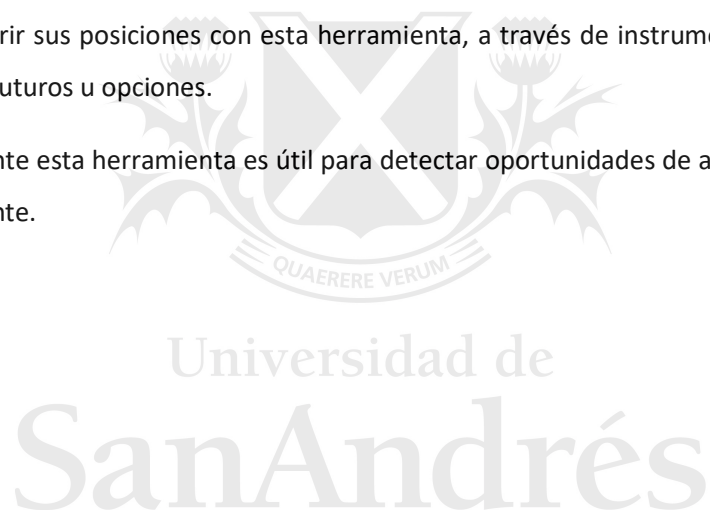 rir sus posiciones con esta herramienta, a través de instrume
uturos u opciones.
nte esta herramienta es útil para detectar oportunidades de a
nte.
QUAERERE VERUM
Universidad de
SanAndrés